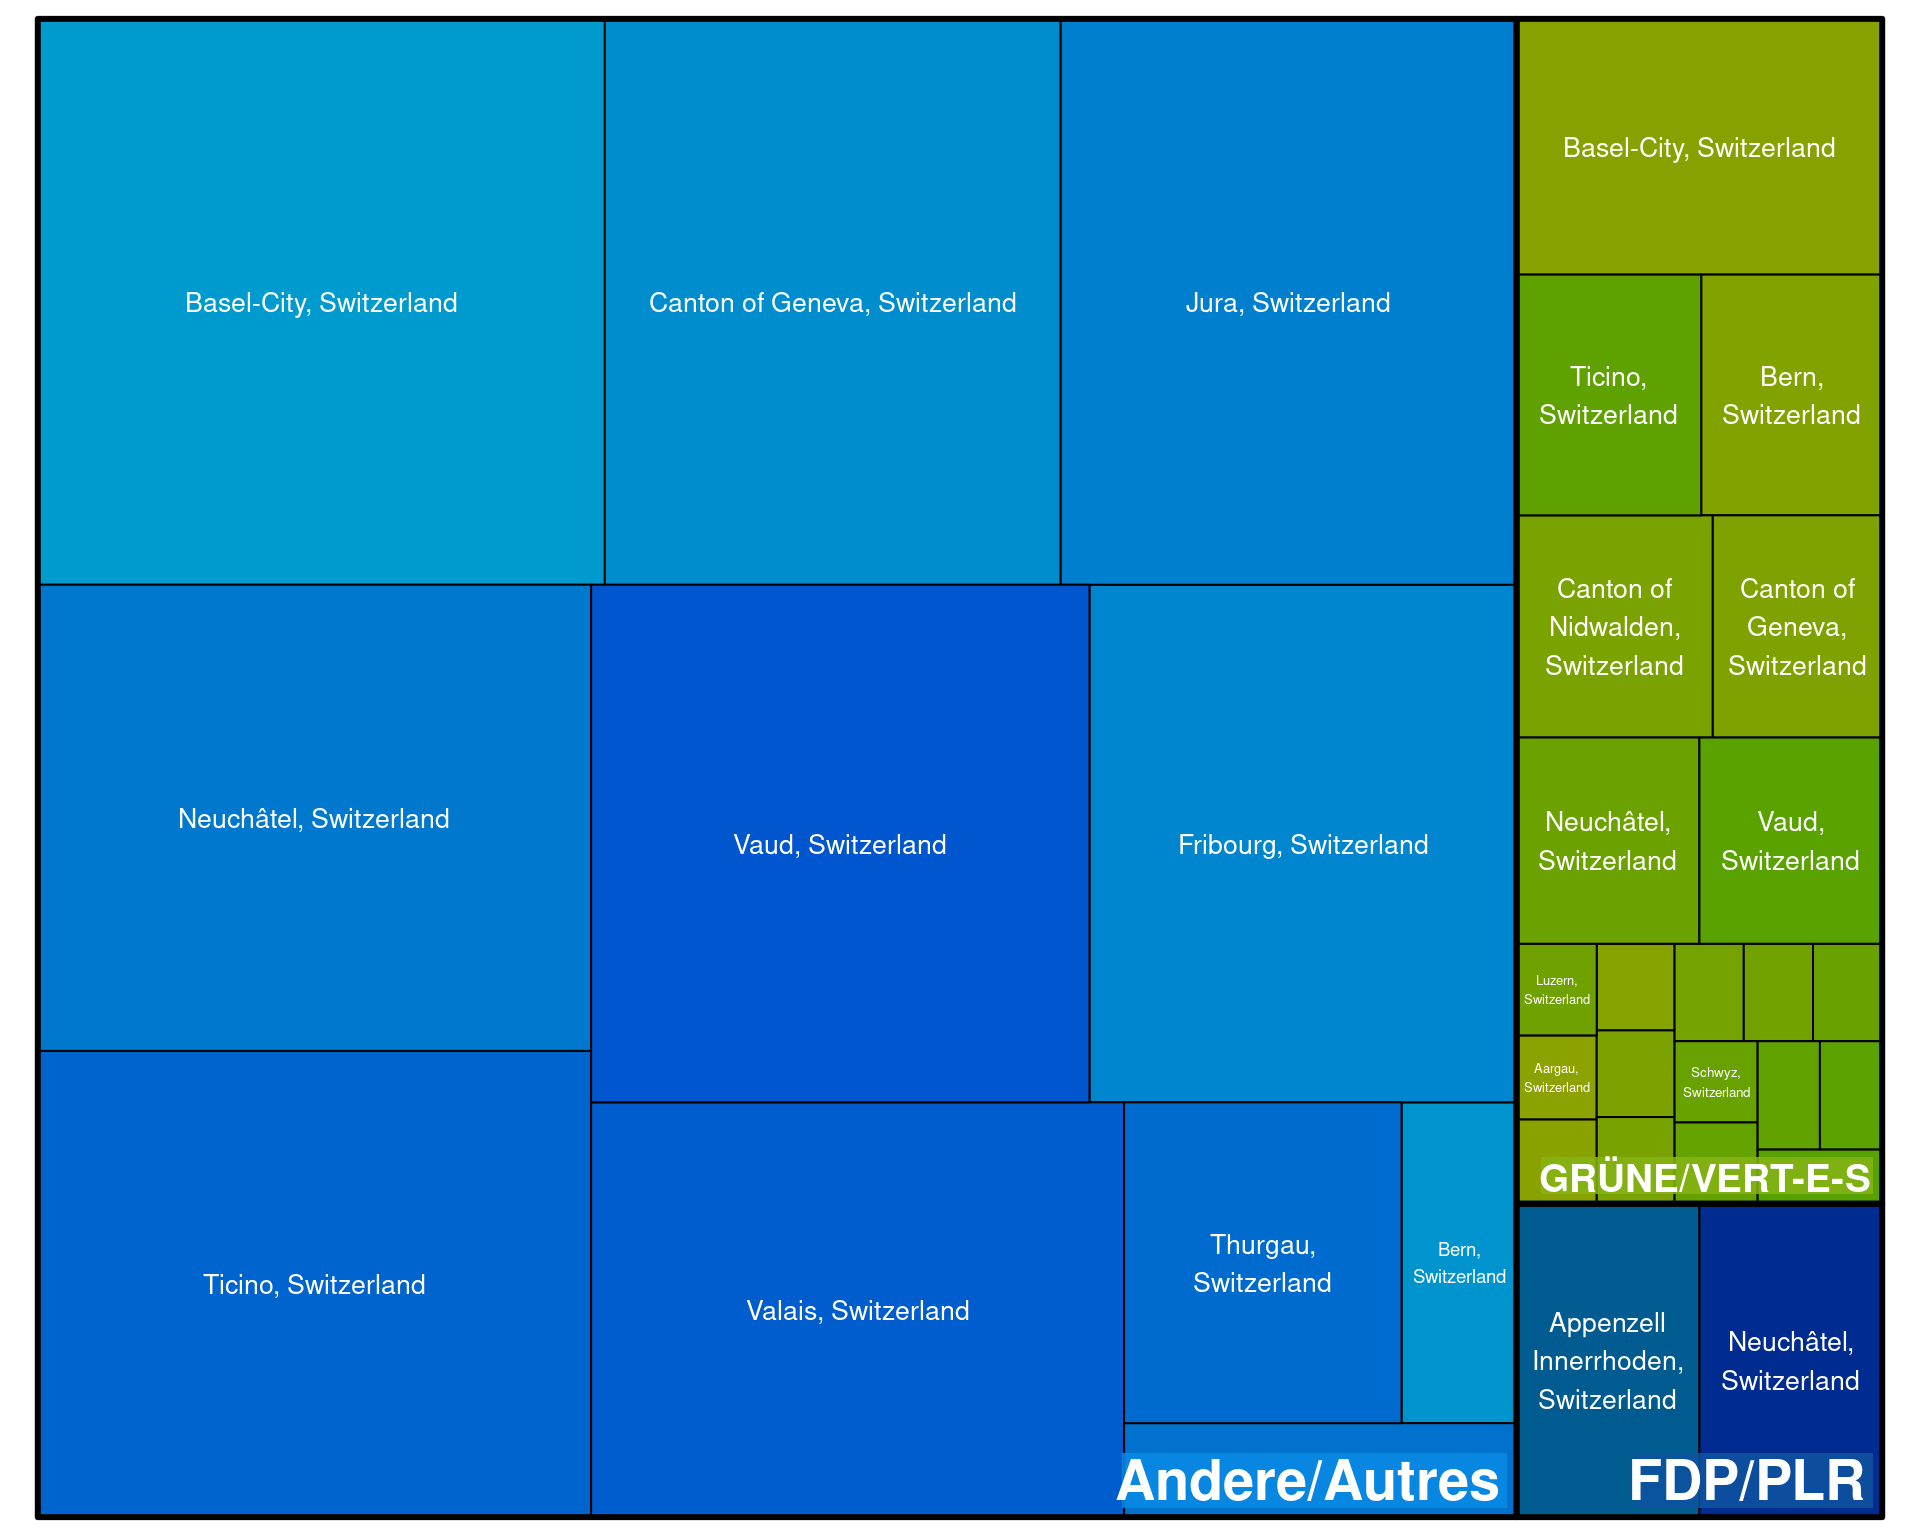 Basel-City, Switzerland
Canton of Geneva, Switzerland
Jura, Switzerland
Neuchâtel, Switzerland
Vaud, Switzerland
Fribourg, Switzerland
Ticino, Switzerland
Valais, Switzerland
Thurgau,
Switzerland
Bern,
Switzerland
Andere/Autres
Basel-City, Switzerland
Ticino,
Switzerland
Bern,
Switzerland
Canton of
Nidwalden,
Switzerland
Canton of
Geneva,
Switzerland
Neuchâtel,
Switzerland
Vaud,
Switzerland
Luzern,
Switzerland
Aargau,
Switzerland
Schwyz,
Switzerland
GRÜNE/VERT-E-S
Appenzell
Innerrhoden,
Switzerland
Neuchâtel,
Switzerland
FDP/PLR